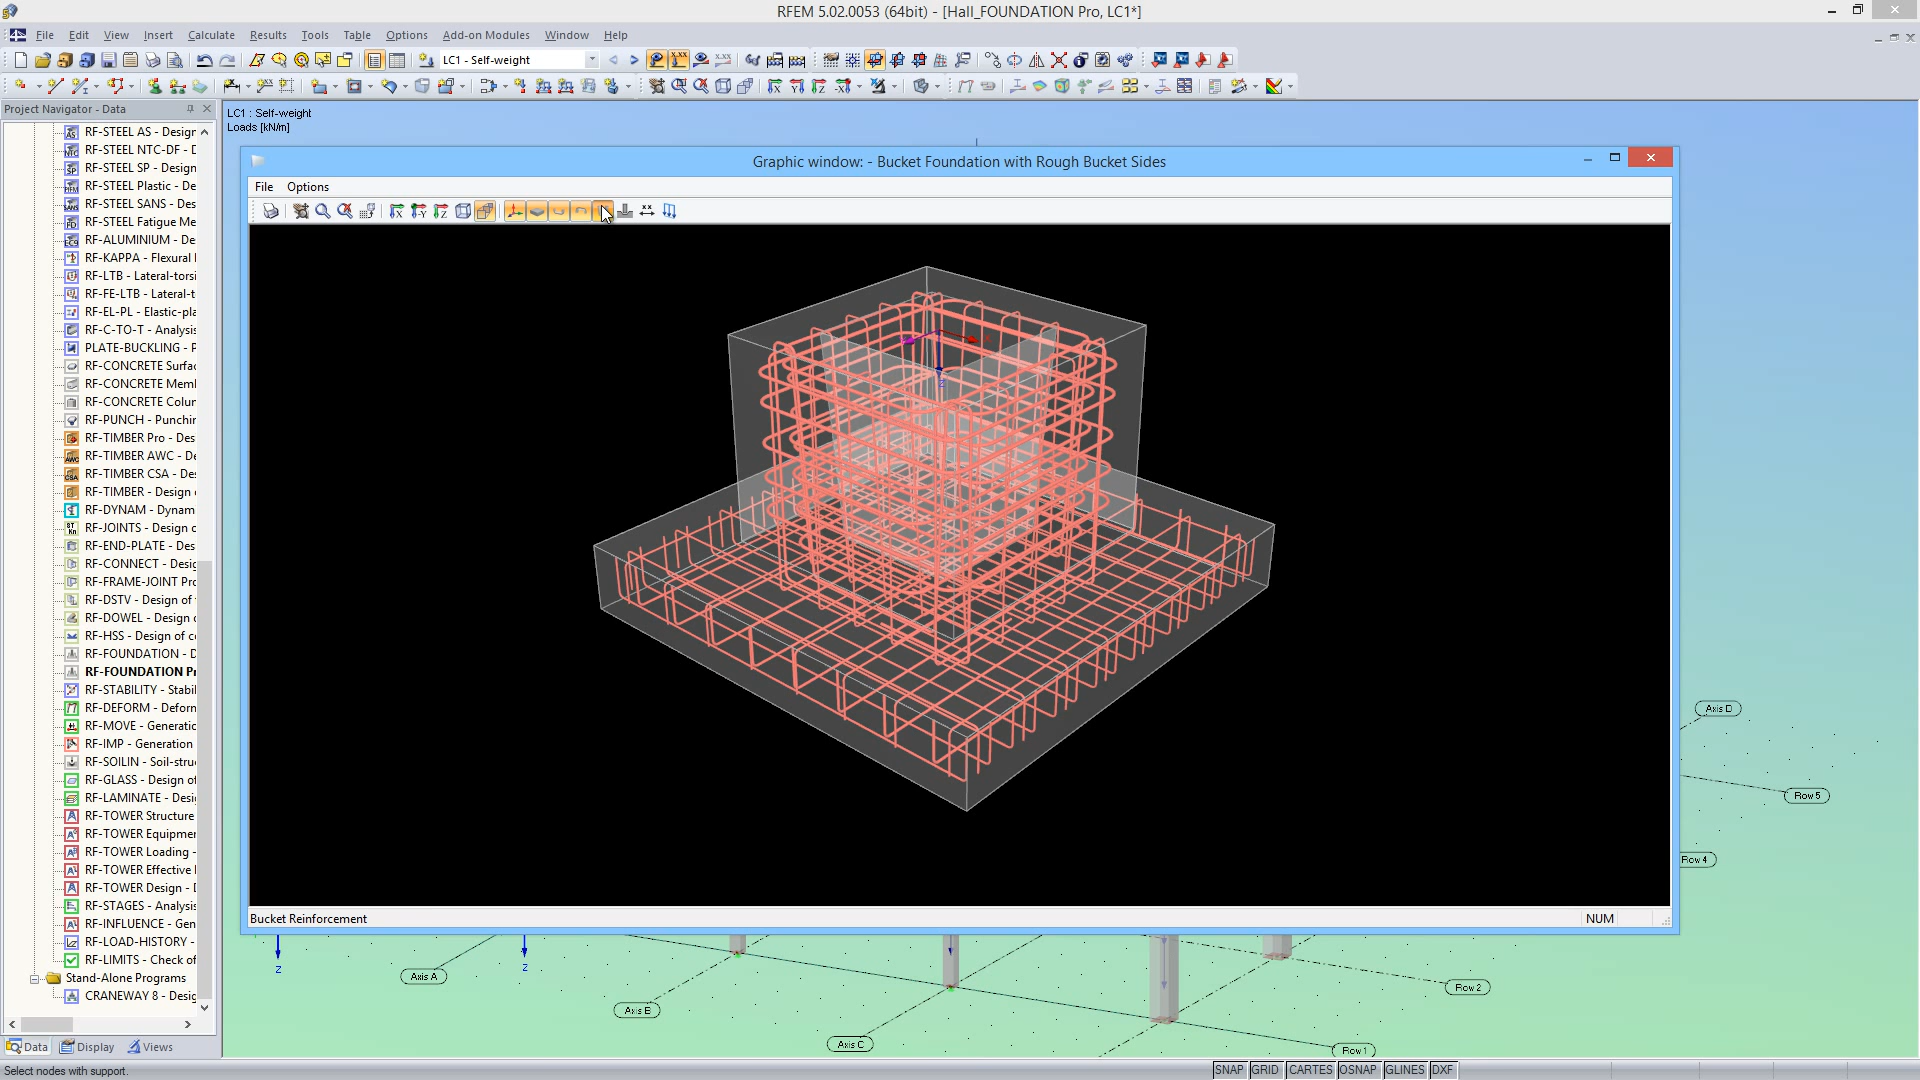 RFEM 5.02.0053 (64bit) - [Hall_FOUNDATION Pro, LC1*]
File Edit View Insert Calculate Results Tools Table Options Add-on Modules Window Help
LC1 - Self-weight
Project Navigator - Data
RF-STEEL AS - Design
RF-STEEL NTC-DF - D
RF-STEEL SP - Design
RF-STEEL Plastic - De
RF-STEEL SANS - Des
RF-STEEL Fatigue Me
RF-ALUMINIUM - De
RF-KAPPA - Flexural
RF-LTB - Lateral-torsi
RF-FE-LTB - Lateral-t
RF-EL-PL - Elastic-pla
RF-C-TO-T - Analysis
PLATE-BUCKLING - P
RF-CONCRETE Surfac
RF-CONCRETE Meml
RF-CONCRETE Colun
RF-PUNCH - Punchir
RF-TIMBER Pro - Des
RF-TIMBER AWC - De
RF-TIMBER CSA - De
RF-TIMBER - Design
RF-DYNAM - Dynam
RF-JOINTS - Design c
RF-END-PLATE - Des
RF-CONNECT - Desig
RF-FRAME-JOINT Pro
RF-DSTV - Design of
RF-DOWEL - Design
RF-HSS - Design of c
RF-FOUNDATION - D
RF-FOUNDATION Pr
RF-STABILITY - Stabil
RF-DEFORM - Deforn
RF-MOVE - Generatic
RF-IMP - Generation
RF-SOILIN - Soil-stru
RF-GLASS - Design of
RF-LAMINATE - Desig
RF-TOWER Structure
RF-TOWER Equipmen
RF-TOWER Loading -
RF-TOWER Effective
RF-TOWER Design - D
RF-STAGES - Analysis
RF-INFLUENCE - Gen
RF-LOAD-HISTORY -
RF-LIMITS - Check of
Stand-Alone Programs
CRANEWAY 8 - Desig
Data Display Views
LC1 : Self-weight
Loads [kN/m]
Graphic window: - Bucket Foundation with Rough Bucket Sides
File Options
Bucket Reinforcement
NUM
Axis D
Row 5
Row 4
Z
Z
Axis A
Row 2
Axis B
Axis C
Row 1
Select nodes with support.
SNAP GRID CARTES OSNAP GLINES DXF